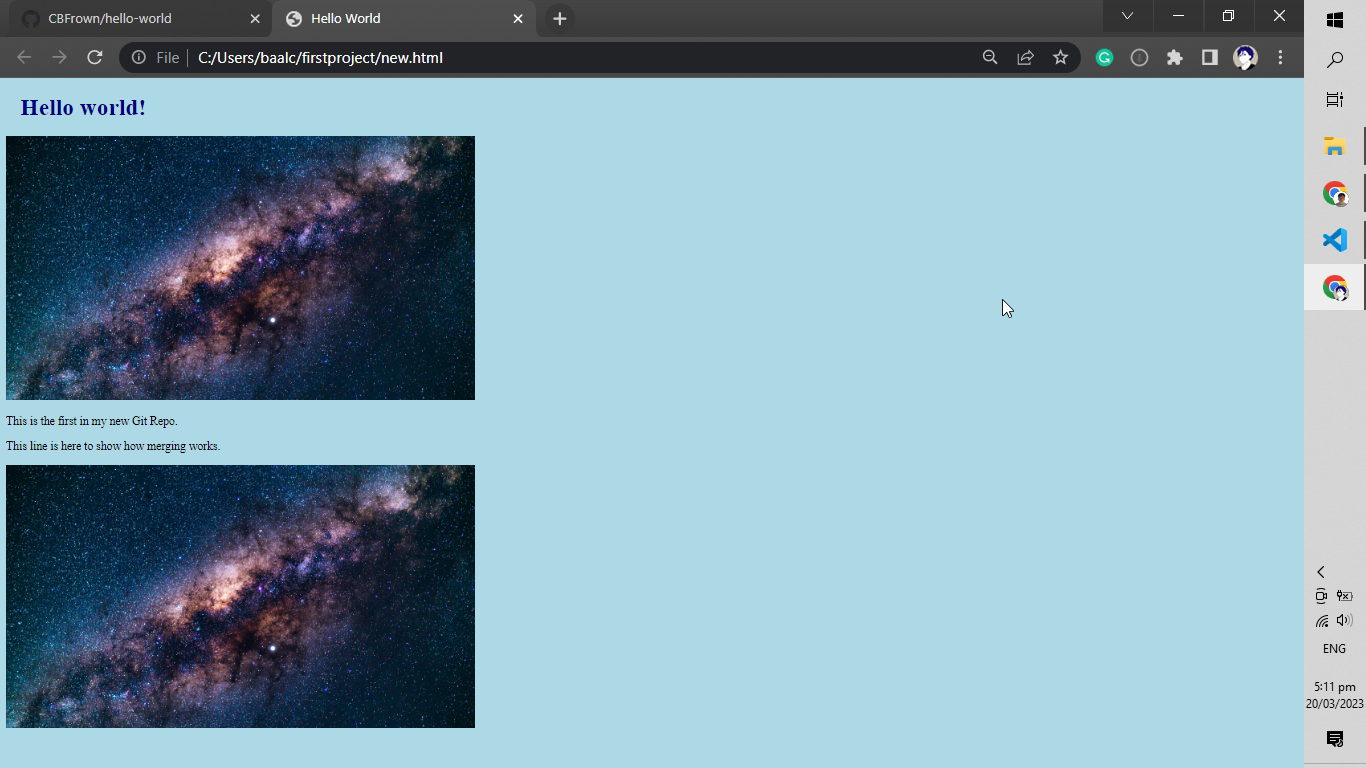 CBFrown/hello-world
Hello World
File
C:/Users/baalc/firstproject/new.html
Hello world!
This is the first in my new Git Repo.
This line is here to show how merging works.
ENG
5:11 pm
20/03/2023